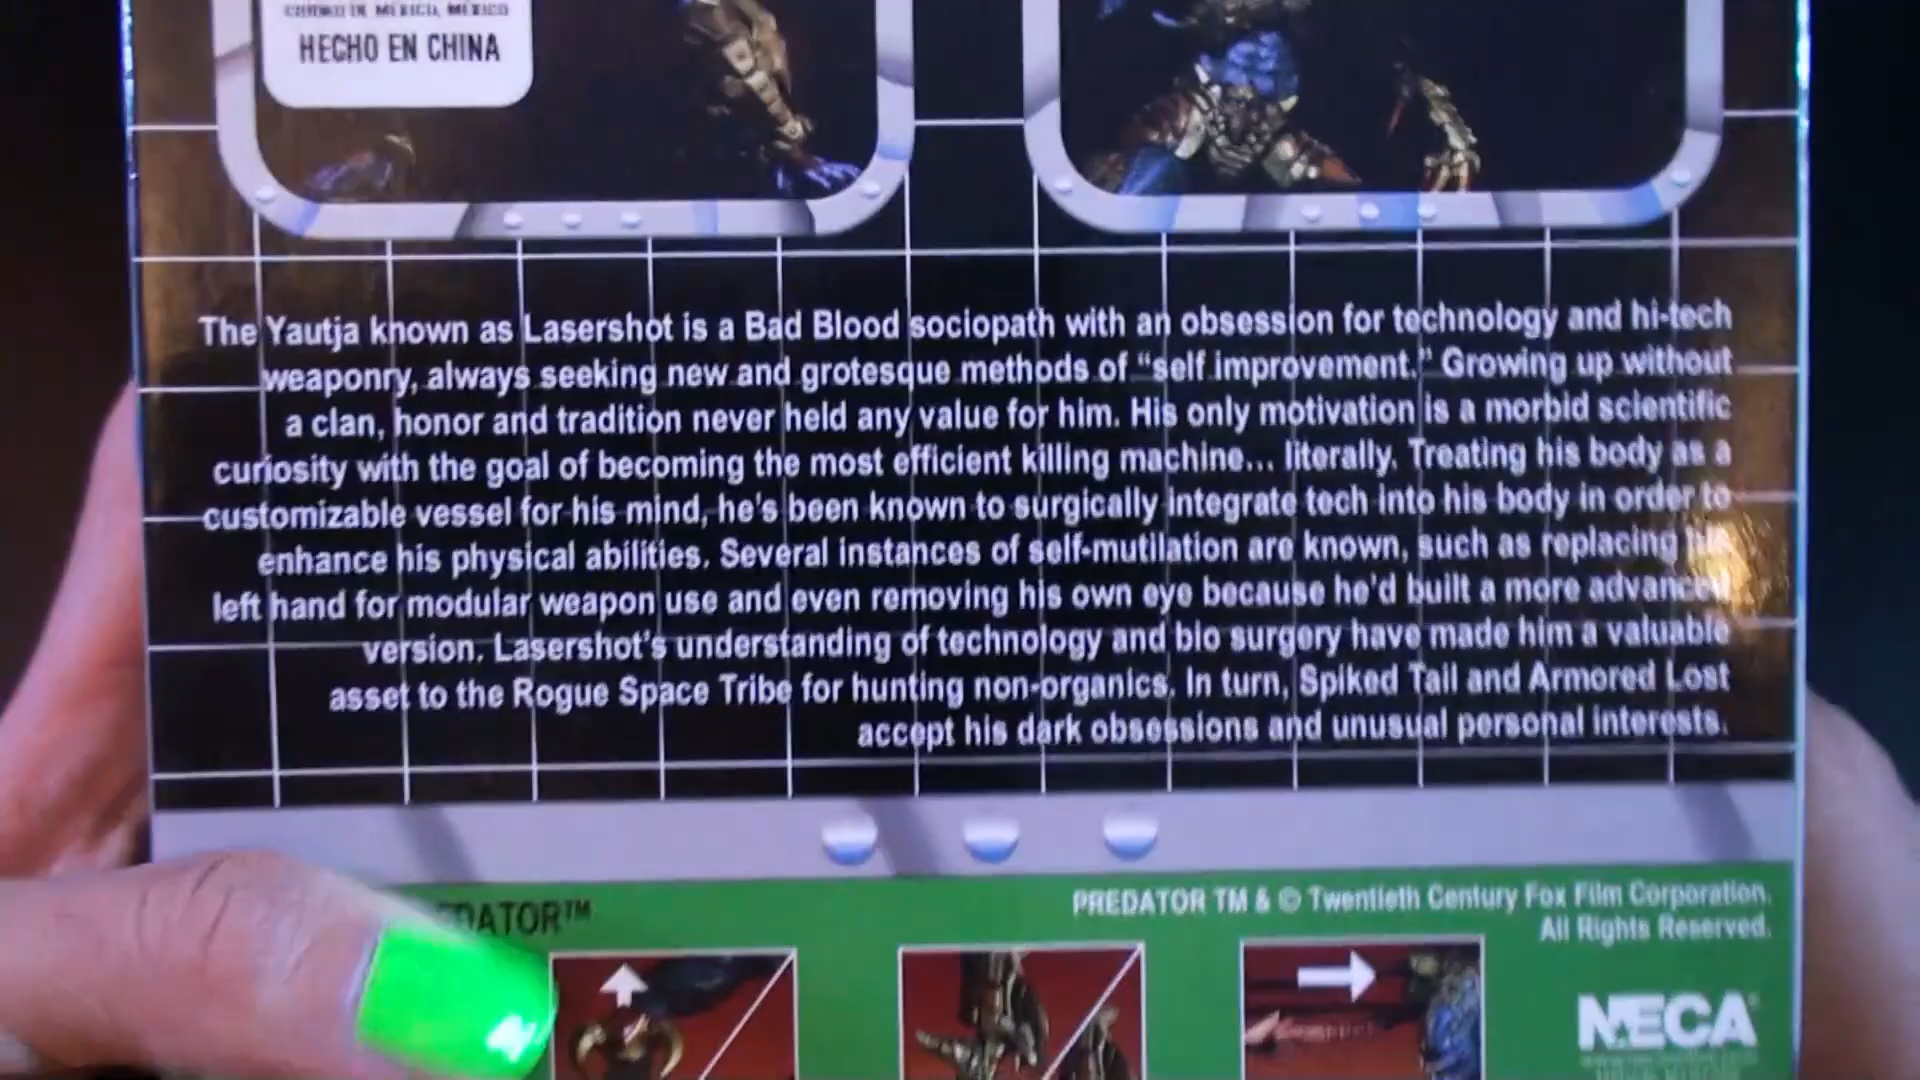 CIUDAD DE MEXICO, MEXICO
HECHO EN CHINA
The Yautja known as Lasershot is a Bad Blood sociopath with an obsession for technology and hi-tech
weaponry, always seeking new and grotesque methods of “self improvement.” Growing up without
a clan, honor and tradition never held any value for him. His only motivation is a morbid scientific
curiosity with the goal of becoming the most efficient killing machine... literally. Treating his body as a
customizable vessel for his mind, he's been known to surgically integrate tech into his body in order to
enhance his physical abilities. Several instances of self-mutilation are known, such as replacing his
left hand for modular weapon use and even removing his own eye because he'd built a more advanced
version. Lasershot's understanding of technology and bio surgery have made him a valuable
asset to the Rogue Space Tribe for hunting non-organics. In turn, Spiked Tail and Armored Lost
accept his dark obsessions and unusual personal interests.
EDATOR™
PREDATOR TM & © Twentieth Century Fox Film Corporation.
All Rights Reserved.
NECA